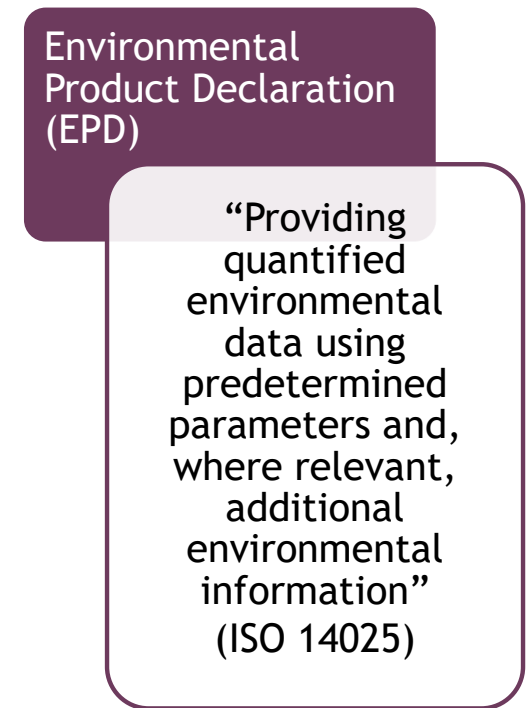 Environmental
Product Declaration
(EPD)
“Providing
quantified
environmental
data using
predetermined
parameters and,
where relevant,
additional
environmental
information”
(ISO 14025)